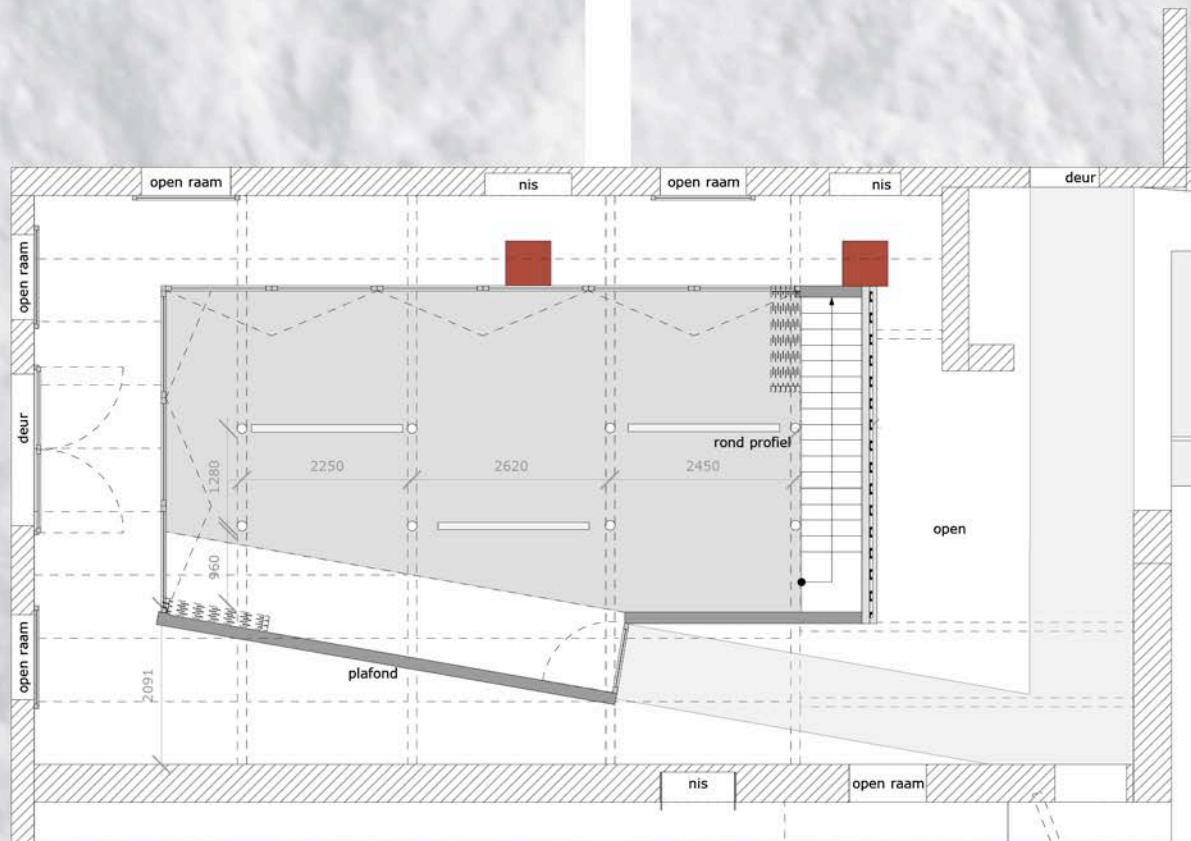 open raam
nis
open raam
nis
deur
open raam
deur
open raam
rond profiel
1280
2250
2620
2450
960
open
2091
plafond
nis
open raam